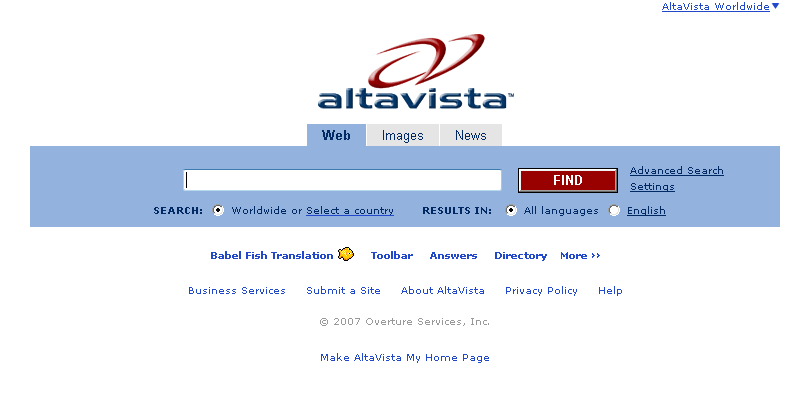 AltaVista Worldwide
altavista™
Web Images News
FIND
Advanced Search
Settings
SEARCH: Worldwide or Select a country RESULTS IN: All languages English
Babel Fish Translation Toolbar Answers Directory More ››
Business Services Submit a Site About AltaVista Privacy Policy Help
© 2007 Overture Services, Inc.
Make AltaVista My Home Page